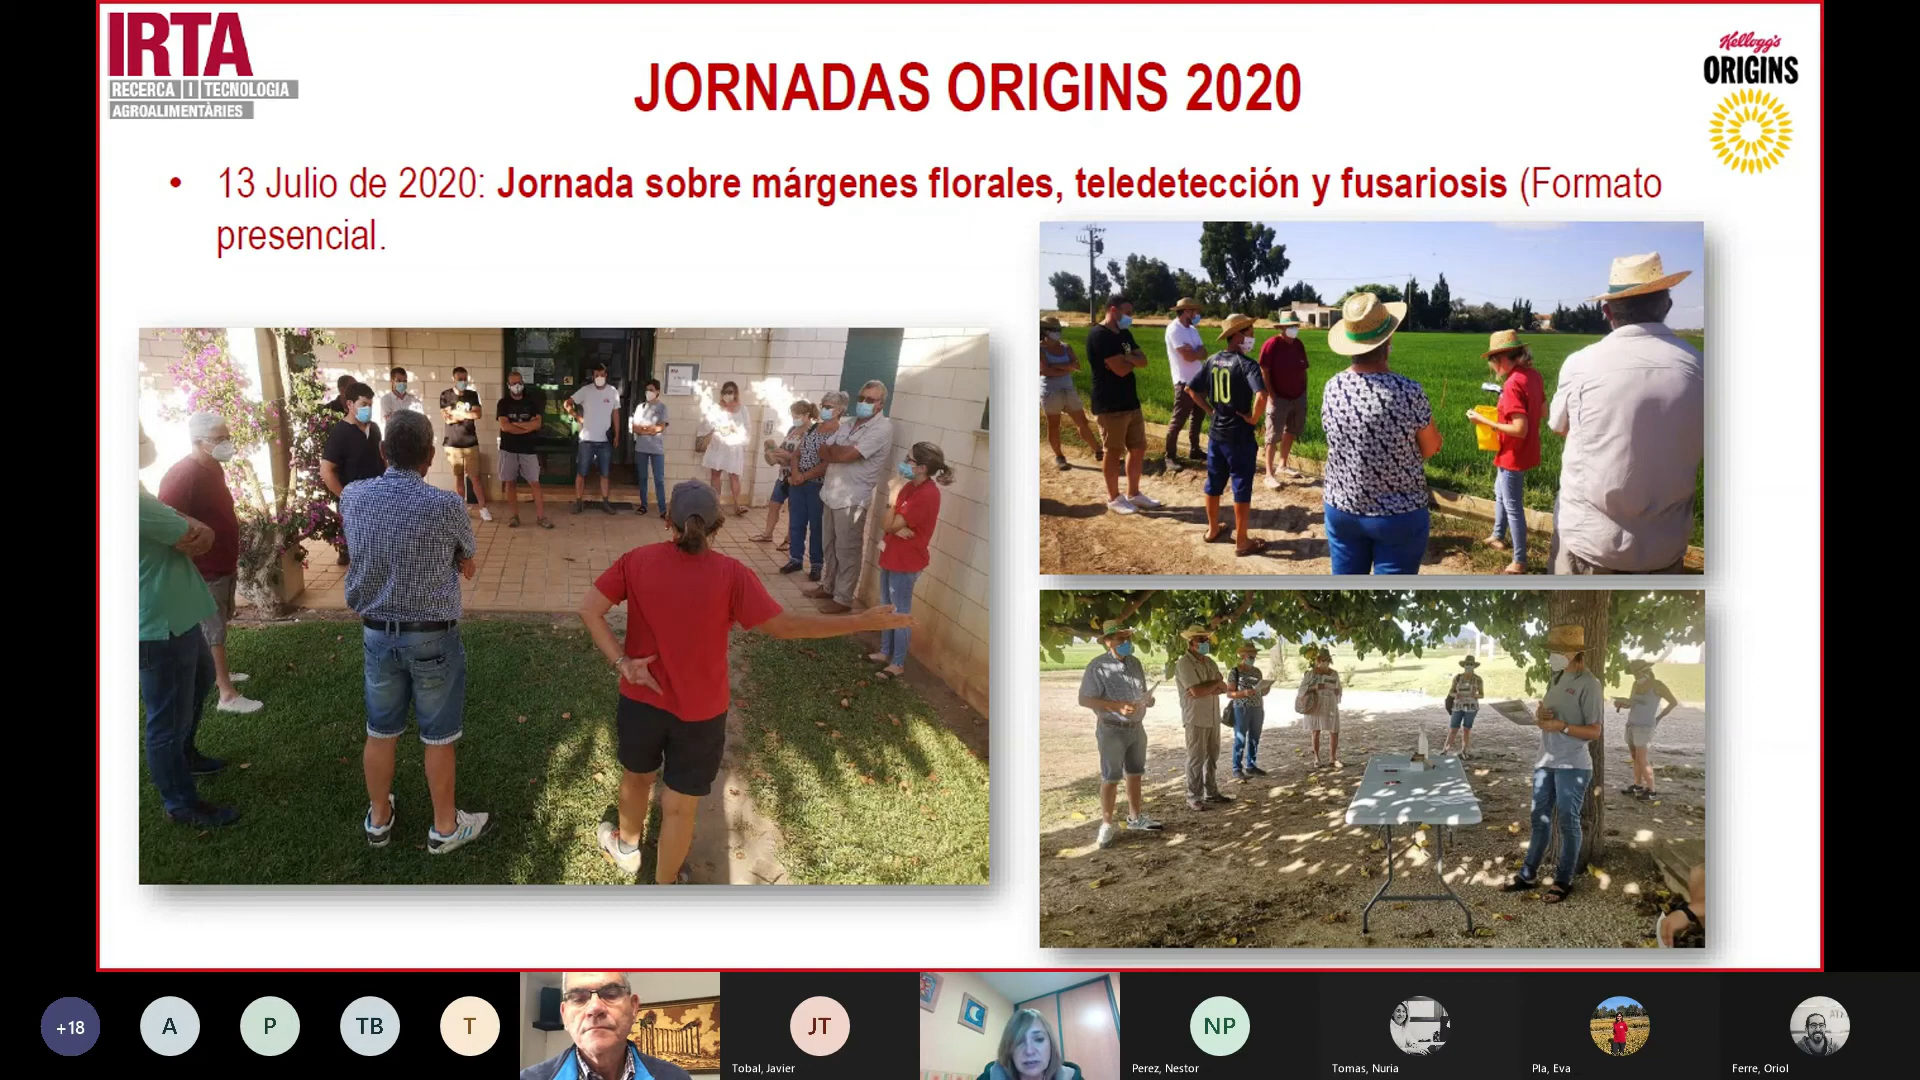 IRTA
RECERCA I TECNOLOGIA
AGROALIMENTÀRIES
JORNADAS ORIGINS 2020
Kellogg's
ORIGINS
• 13 Julio de 2020: Jornada sobre márgenes florales, teledetección y fusariosis (Formato
presencial.
10
+18
A
P
TB
T
JT
Tobal, Javier
NP
Perez, Nestor
Tomas, Nuria
Pla, Eva
Ferre, Oriol